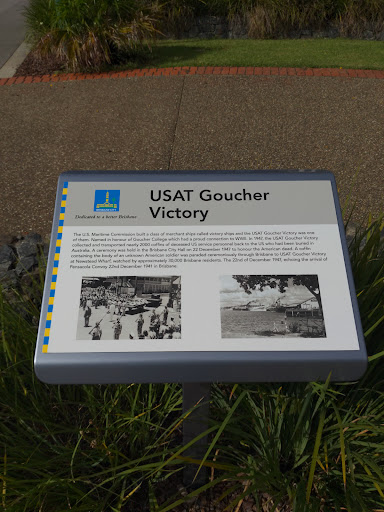 USAT Goucher
Victory
Dedicated to a better Brisbane
The U.S. Maritime Commission built a class of merchant ships called victory ships and the USAT Goucher Victory was one
of them. Named in honour of Goucher College which had a proud connection to WWII. In 1947, the USAT Goucher Victory
collected and transported nearly 2000 coffins of deceased US service personnel back to the US who had been buried in
Australia. A ceremony was held in the Brisbane City Hall on 22 December 1947 to honour the American dead. A coffin
containing the body of an unknown American soldier was paraded ceremoniously through Brisbane to USAT Goucher Victory
at Newstead Wharf, watched by approximately 30,000 Brisbane residents. The 22nd of December 1947, echoing the arrival of
Pensacola Convoy 22nd December 1941 in Brisbane.